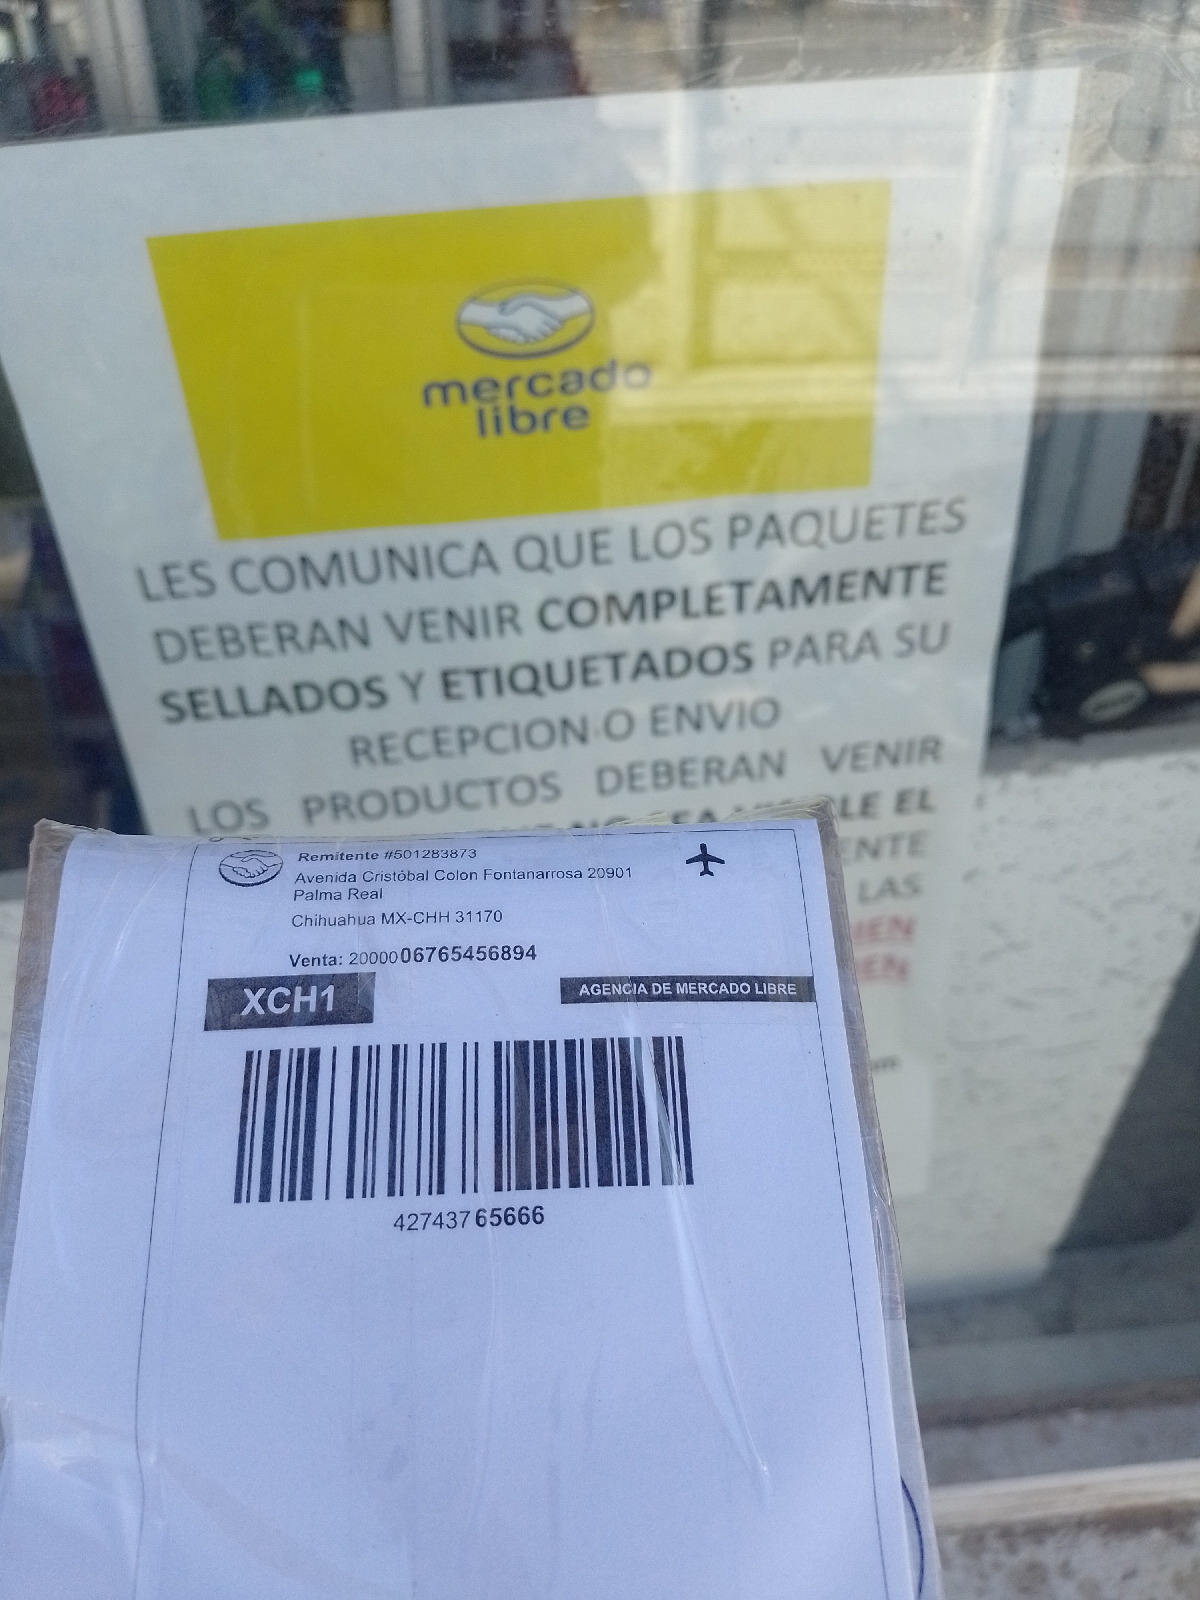 mercado
libre
LES COMUNICA QUE LOS PAQUETES
DEBERAN VENIR COMPLETAMENTE
SELLADOS Y ETIQUETADOS PARA SU
RECEPCION O ENVIO
LOS PRODUCTOS DEBERAN VENIR
EL
LAS
Remitente #501283873
Avenida Cristóbal Colon Fontanarrosa 20901
Palma Real
Chihuahua MX-CHH 31170
Venta: 2000006765456894
XCH1
AGENCIA DE MERCADO LIBRE
42743765666